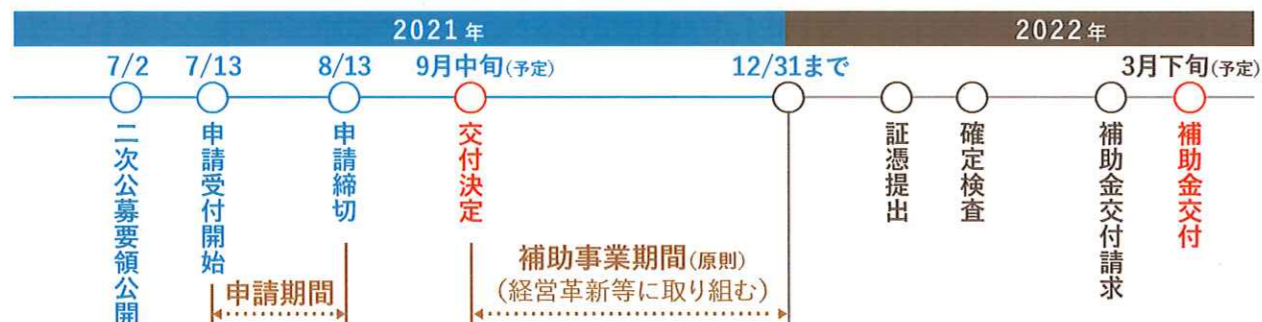 2021年
2022年
7/2
7/13
8/13
9月中旬(予定)
12/31まで
3月下旬(予定)
二次公募要領公開
申請受付開始
申請締切
交付決定
証憑提出
確定検査
補助金交付請求
補助金交付
申請期間
補助事業期間(原則)
(経営革新等に取り組む)